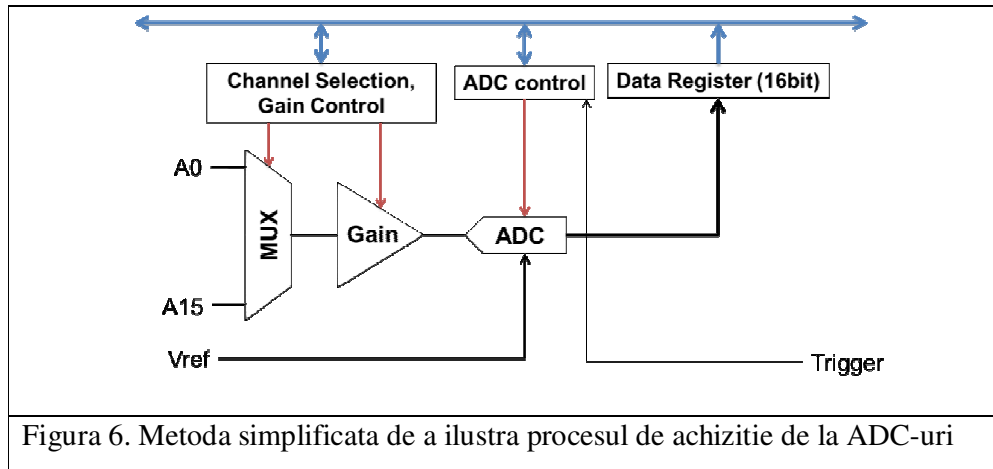 Channel Selection,
Gain Control
ADC control
Data Register (16bit)
A0
MUX
Gain
ADC
A15
Vref
Trigger
Figura 6. Metoda simplificata de a ilustra procesul de achizitie de la ADC-uri